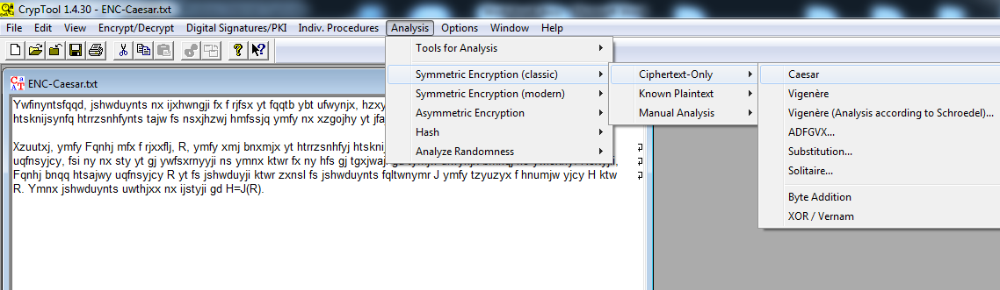 CrypTool 1.4.30 - ENC-Caesar.txt
File Edit View Encrypt/Decrypt Digital Signatures/PKI Indiv. Procedures Analysis Options Window Help
Tools for Analysis
Symmetric Encryption (classic)
Symmetric Encryption (modern)
Asymmetric Encryption
Hash
Analyze Randomness
Ciphertext-Only
Known Plaintext
Manual Analysis
Caesar
Vigenère
Vigenère (Analysis according to Schroedel)...
ADFGVX...
Substitution...
Solitaire...
Byte Addition
XOR / Vernam
ENC-Caesar.txt
Ywfinyntsfqqd, jshwduynts nx ijxhwngji fx f rjfsx yt fqqtb ybt ufwynjx, hzxy
htsknijsynfq htrrzsnhfynts tajw fs nsxjhzwj hmfssjq ymfy nx xzgojhy yt jfa
Xzuutxj, ymfy Fqnhj mfx f rjxxflj, R, ymfy xmj bnxmjx yt htrrzsnhfyj htskni
uqfnsyjcy, fsi ny nx sty yt gj ywfsxrnyyji ns ymnx ktwr fx ny hfs gj tgxjwaj
Fqnhj bnqq htsajwy uqfnsyjcy R yt fs jshwduyji ktwr zxnsl fs jshwduynts fqltwnymr J ymfy tzyuzyx f hnumjw yjcy H ktw
R. Ymnx jshwduynts uwthjxx nx ijstyji gd H=J(R).